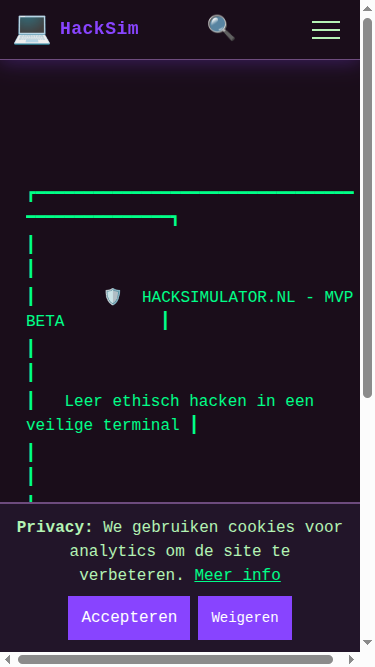 HackSim
HACKSIMULATOR.NL - MVP
BETA
Leer ethisch hacken in een
veilige terminal
Privacy: We gebruiken cookies voor
analytics om de site te
verbeteren. Meer info
Accepteren
Weigeren